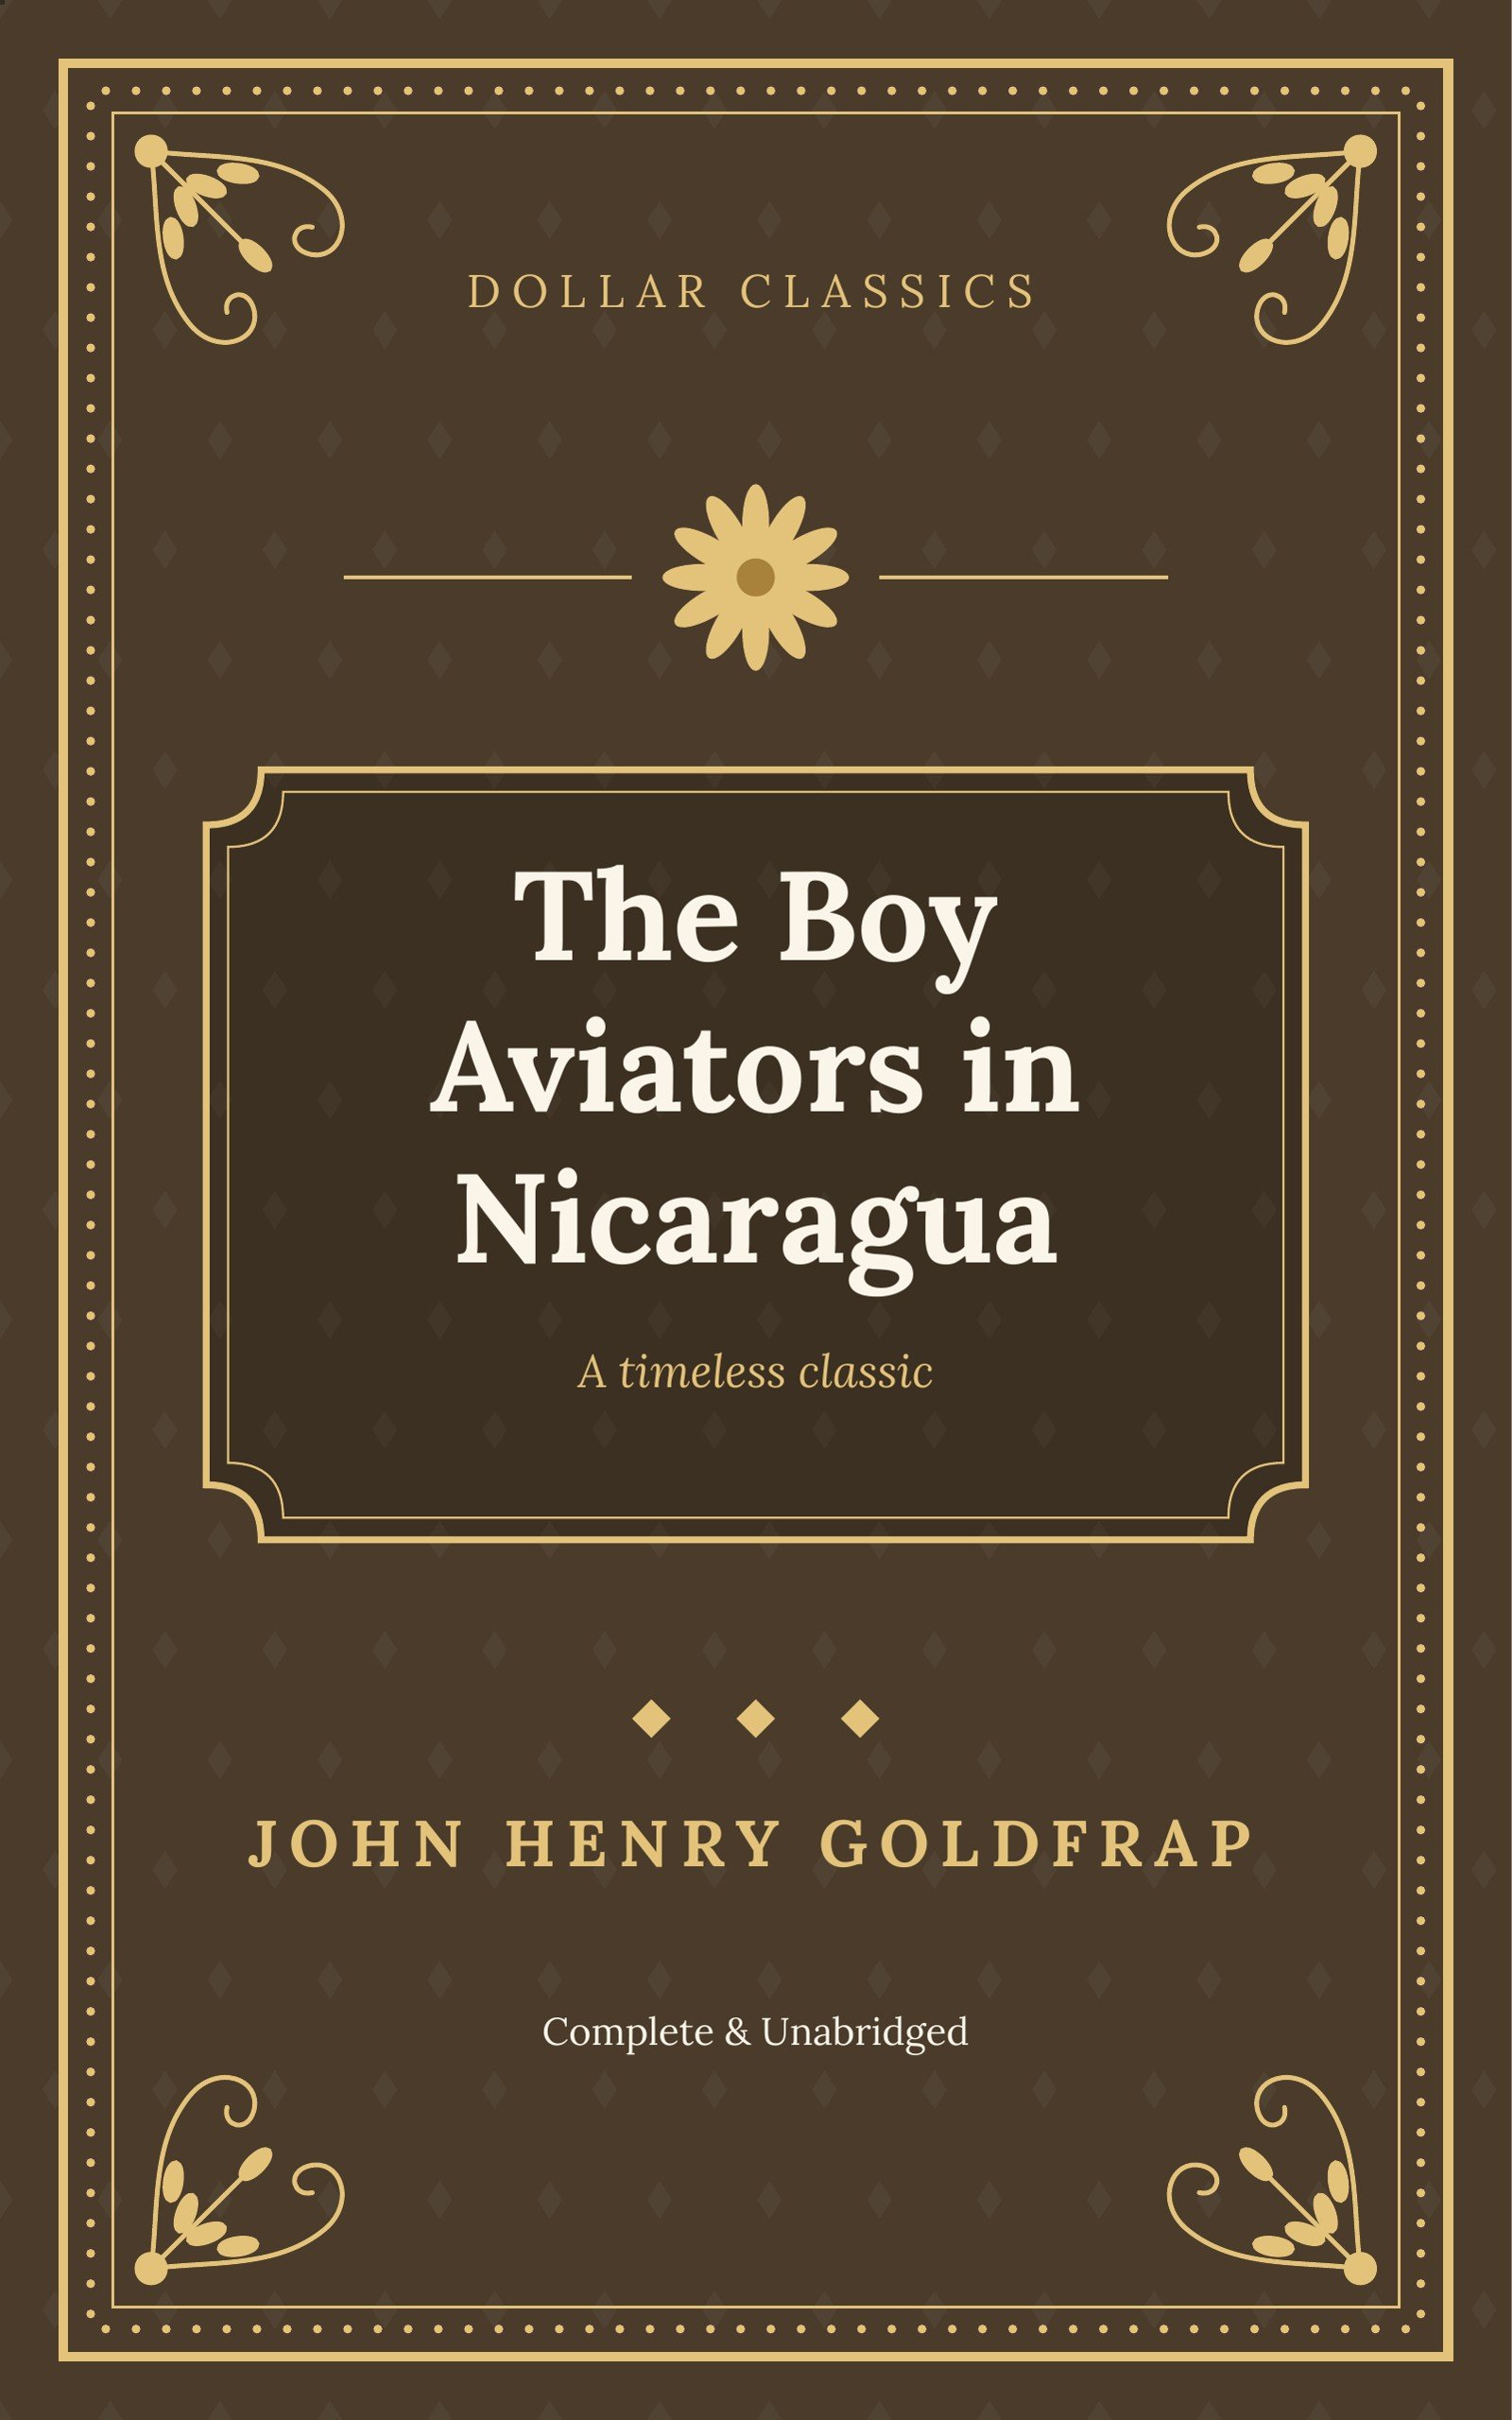 DOLLAR CLASSICS
The Boy
Aviators in
Nicaragua
A timeless classic
JOHN HENRY GOLDFRAP
Complete & Unabridged